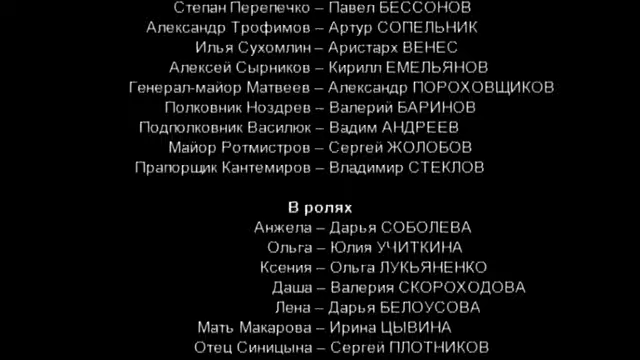 Степан Перепечко – Павел БЕССОНОВ
Александр Трофимов – Артур СОПЕЛЬНИК
Илья Сухомлин – Аристарх ВЕНЕС
Алексей Сырников – Кирилл ЕМЕЛЬЯНОВ
Генерал-майор Матвеев – Александр ПОРОХОВЩИКОВ
Полковник Ноздрев – Валерий БАРИНОВ
Подполковник Василюк – Вадим АНДРЕЕВ
Майор Ротмистров – Сергей ЖОЛОБОВ
Прапорщик Кантемиров – Владимир СТЕКЛОВ
В ролях
Анжела – Дарья СОБОЛЕВА
Ольга – Юлия УЧИТКИНА
Ксения – Ольга ЛУКЬЯНЕНКО
Даша – Валерия СКОРОХОДОВА
Лена – Дарья БЕЛОУСОВА
Мать Макарова – Ирина ЦЫВИНА
Отец Синицына – Сергей ПЛОТНИКОВ